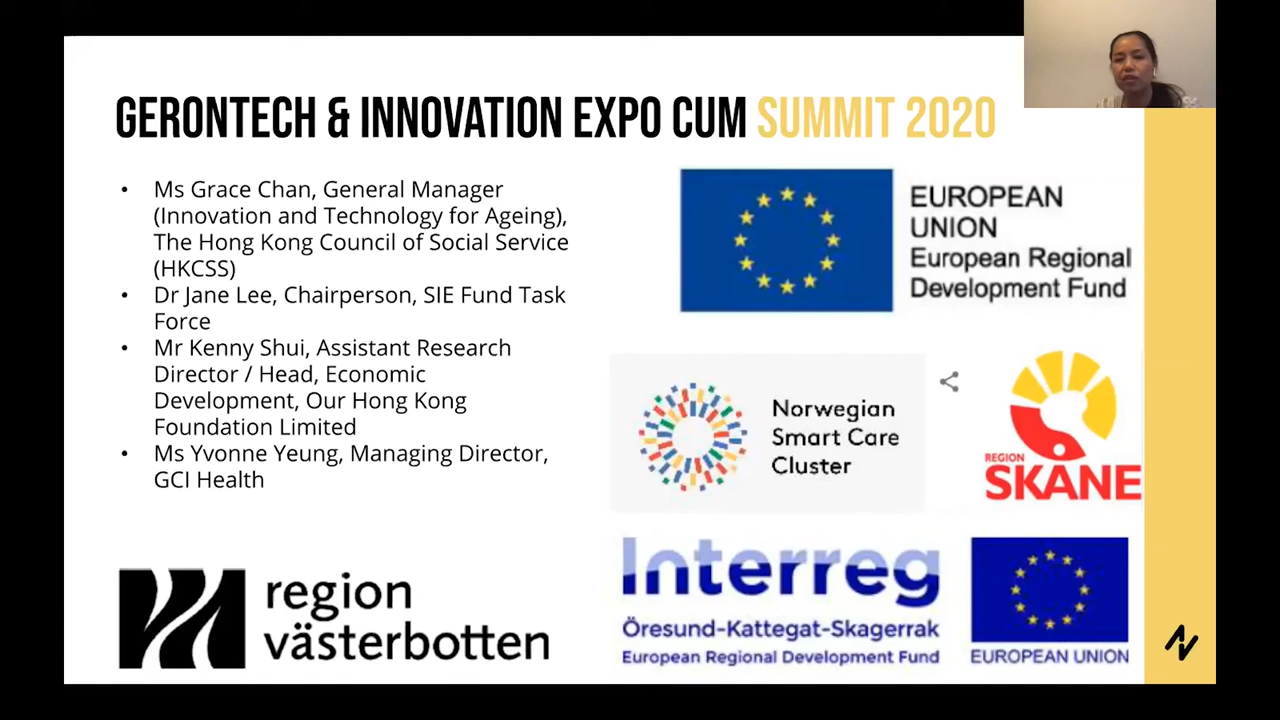 GERONTECH & INNOVATION EXPO CUM SUMMIT 2020
• Ms Grace Chan, General Manager
(Innovation and Technology for Ageing),
The Hong Kong Council of Social Service
(HKCSS)
• Dr Jane Lee, Chairperson, SIE Fund Task
Force
• Mr Kenny Shui, Assistant Research
Director / Head, Economic
Development, Our Hong Kong
Foundation Limited
• Ms Yvonne Yeung, Managing Director,
GCI Health
EUROPEAN
UNION
European Regional
Development Fund
Norwegian
Smart Care
Cluster
REGION
SKANE
region
västerbotten
Interreg
Öresund-Kattegat-Skagerrak
European Regional Development Fund
EUROPEAN UNION